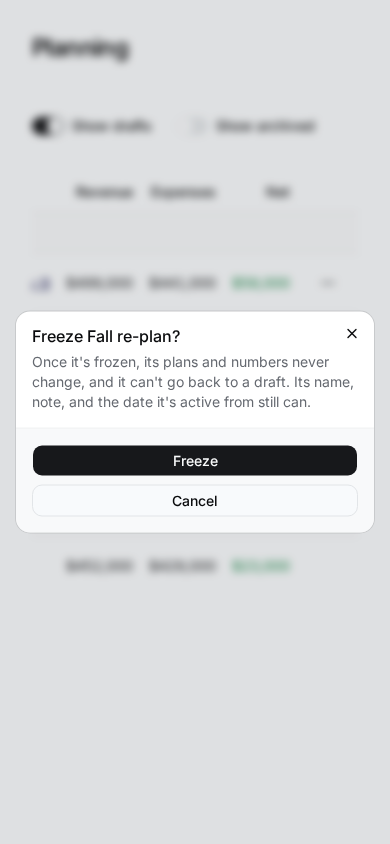 Planning
Show drafts Show archived
Revenue Expenses Net
Freeze Fall re-plan?
Once it's frozen, its plans and numbers never
change, and it can't go back to a draft. Its name,
note, and the date it's active from still can.
Freeze
Cancel